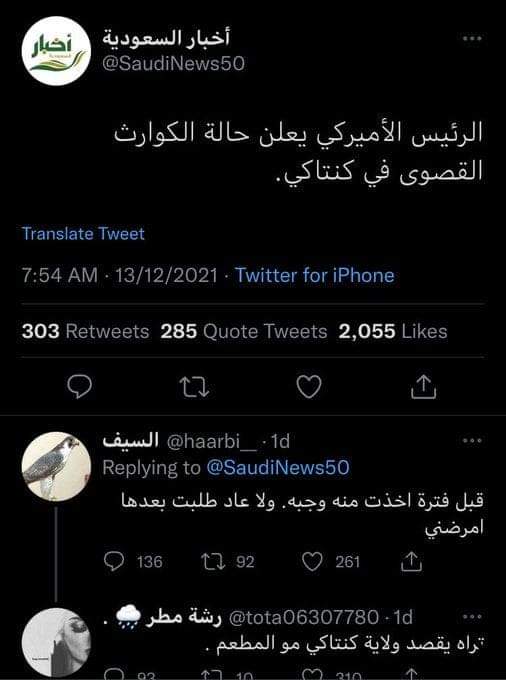 أخبار
أخبار السعودية
@SaudiNews50
الرئيس الأميركي يعلن حالة الكوارث
القصوى في كنتاكي.
Translate Tweet
7:54 AM · 13/12/2021 · Twitter for iPhone
303 Retweets 285 Quote Tweets 2,055 Likes
السيف @haarbi__ · 1d
Replying to @SaudiNews50
قبل فترة اخذت منه وجبه. ولا عاد طلبت بعدها
امرضني
136 92 261
رشة مطر 🌧 . @tota06307780 · 1d
تراه يقصد ولاية كنتاكي مو المطعم .
93 10 310